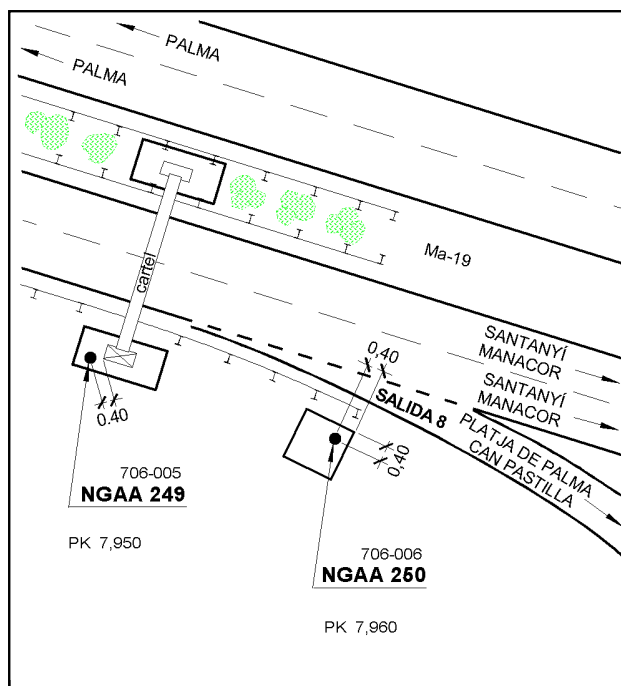 PALMA
PALMA
Ma-19
cartel
SANTANYÍ
MANACOR
SANTANYÍ
MANACOR
0,40
SALIDA 8
PLATJA DE PALMA
CAN PASTILLA
0.40
0,40
706-005
NGAA 249
PK 7,950
706-006
NGAA 250
PK 7,960